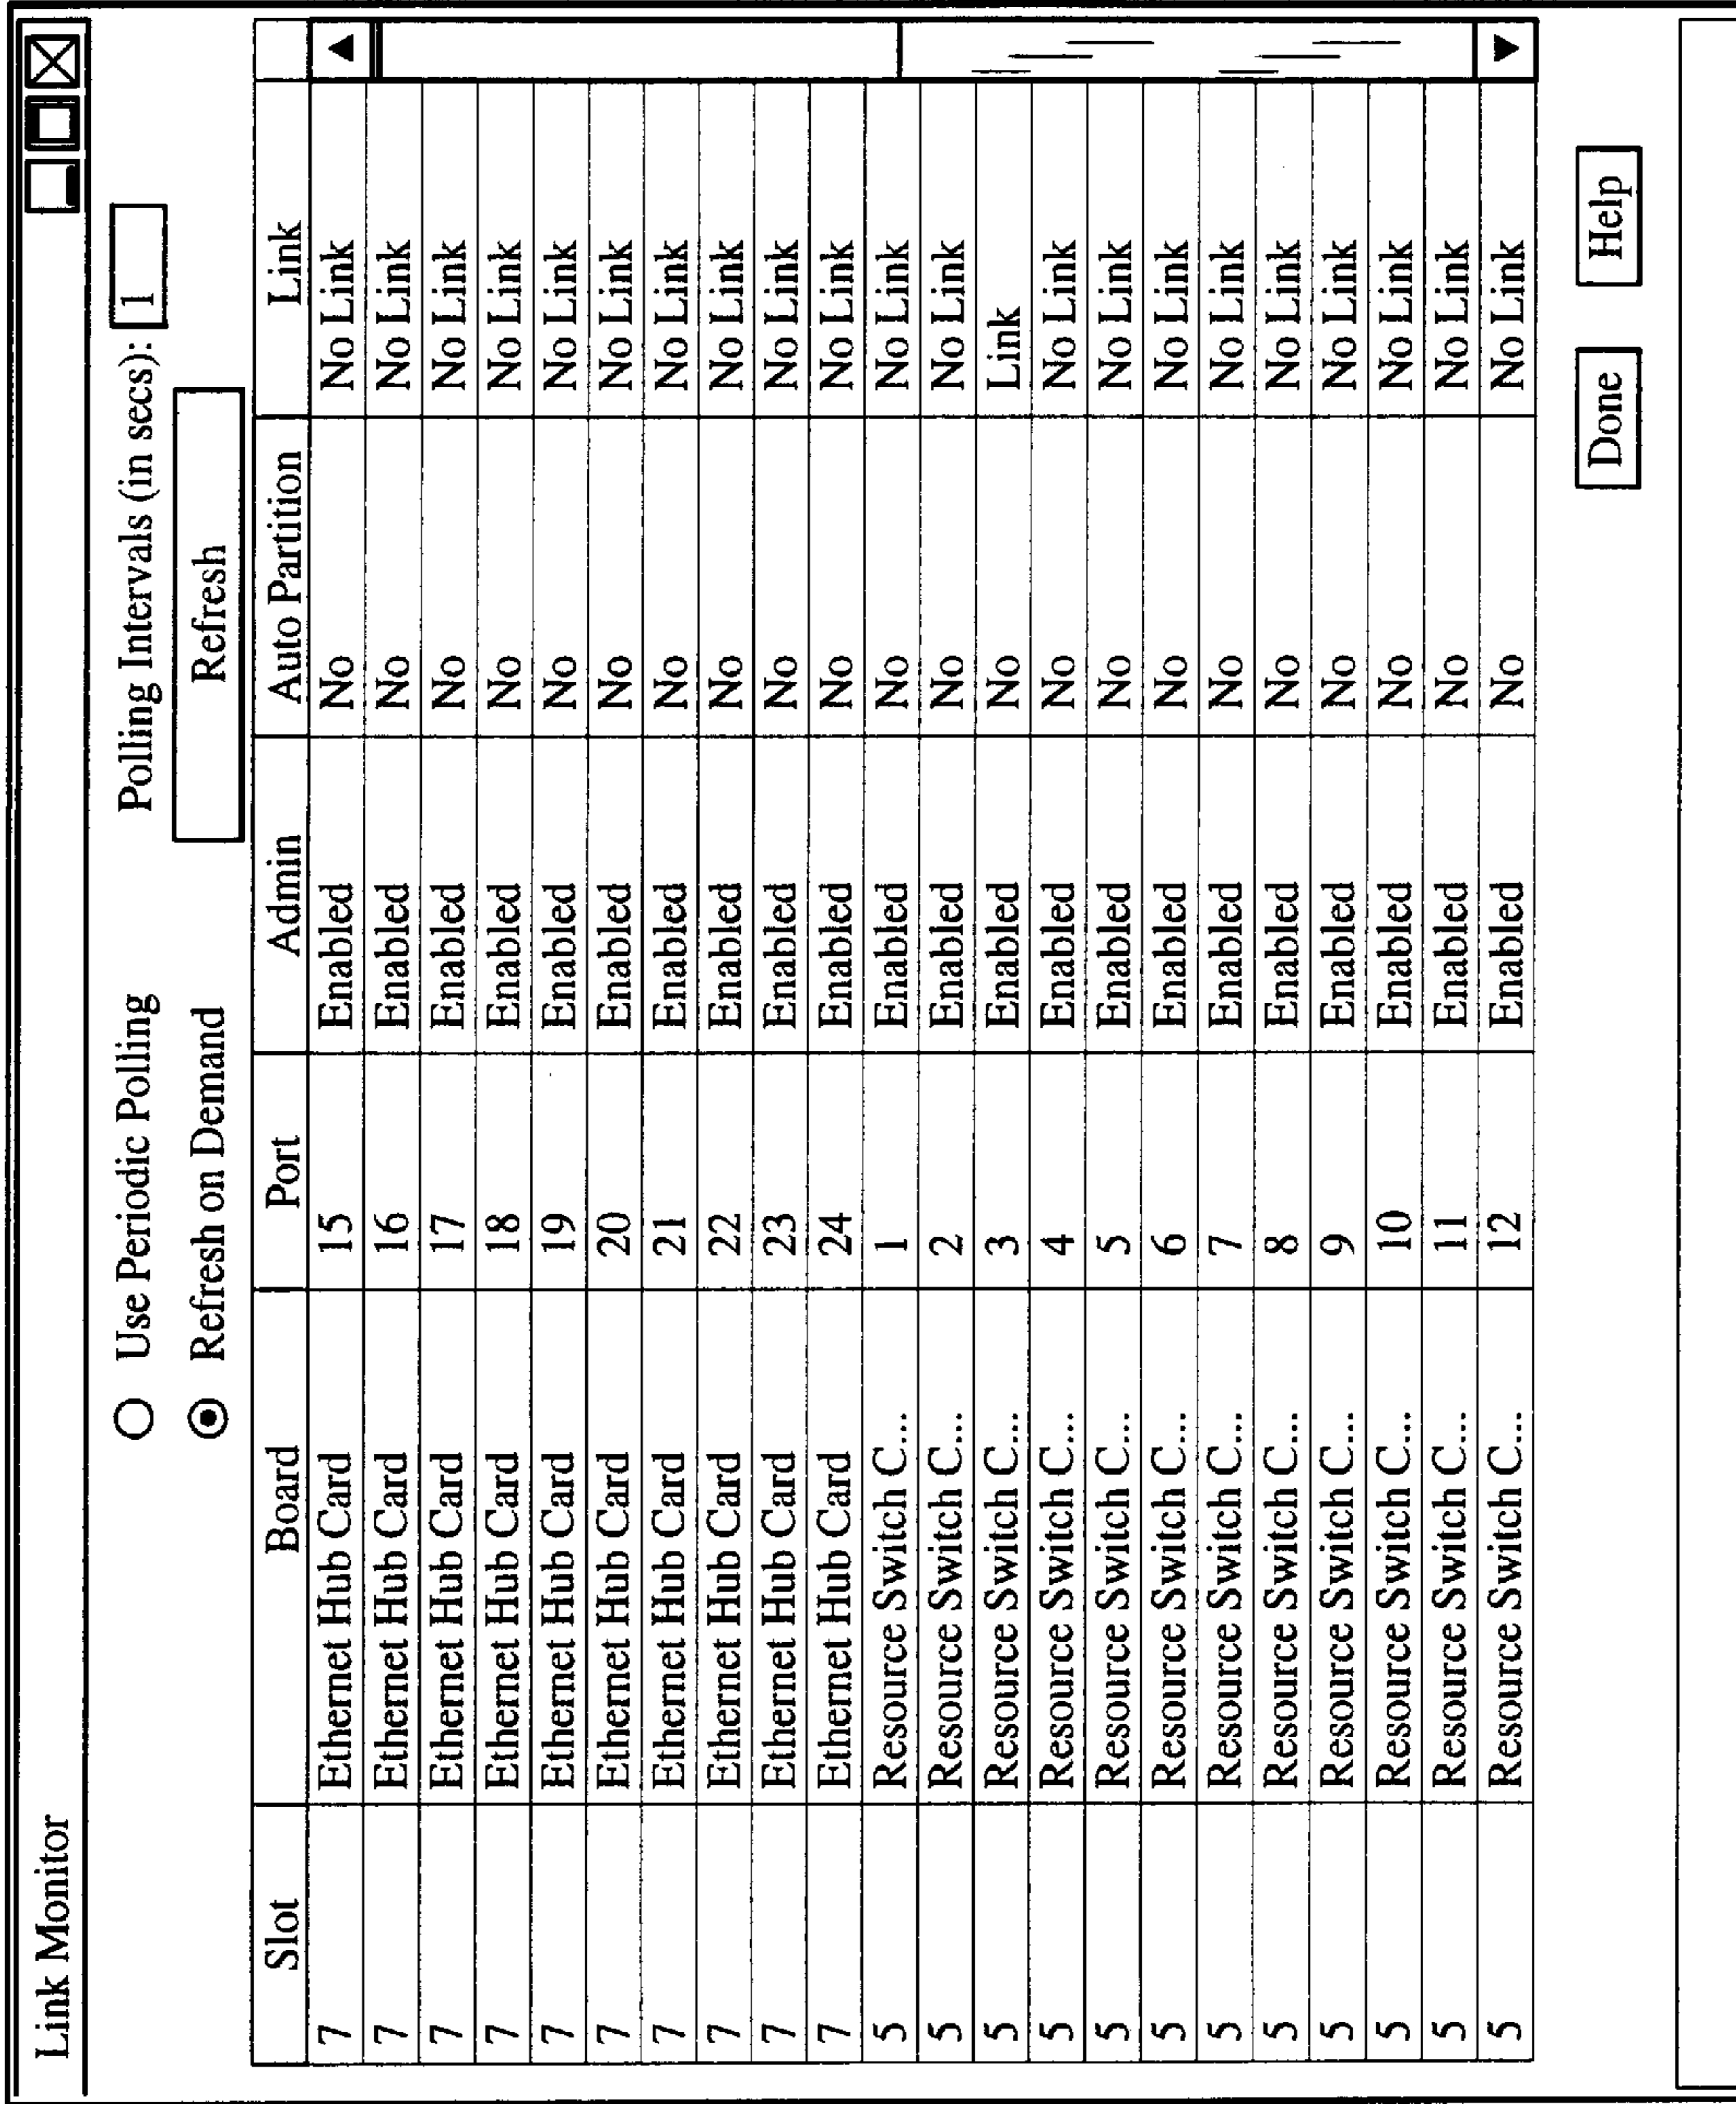 Link Monitor
Use Periodic Polling Polling Intervals (in secs): 1
Refresh on Demand Refresh
Slot Board Port Admin Auto Partition Link
7 Ethernet Hub Card 15 Enabled No No Link
7 Ethernet Hub Card 16 Enabled No No Link
7 Ethernet Hub Card 17 Enabled No No Link
7 Ethernet Hub Card 18 Enabled No No Link
7 Ethernet Hub Card 19 Enabled No No Link
7 Ethernet Hub Card 20 Enabled No No Link
7 Ethernet Hub Card 21 Enabled No No Link
7 Ethernet Hub Card 22 Enabled No No Link
7 Ethernet Hub Card 23 Enabled No No Link
7 Ethernet Hub Card 24 Enabled No No Link
5 Resource Switch C... 1 Enabled No No Link
5 Resource Switch C... 2 Enabled No No Link
5 Resource Switch C... 3 Enabled No Link
5 Resource Switch C... 4 Enabled No No Link
5 Resource Switch C... 5 Enabled No No Link
5 Resource Switch C... 6 Enabled No No Link
5 Resource Switch C... 7 Enabled No No Link
5 Resource Switch C... 8 Enabled No No Link
5 Resource Switch C... 9 Enabled No No Link
5 Resource Switch C... 10 Enabled No No Link
5 Resource Switch C... 11 Enabled No No Link
5 Resource Switch C... 12 Enabled No No Link
Done Help